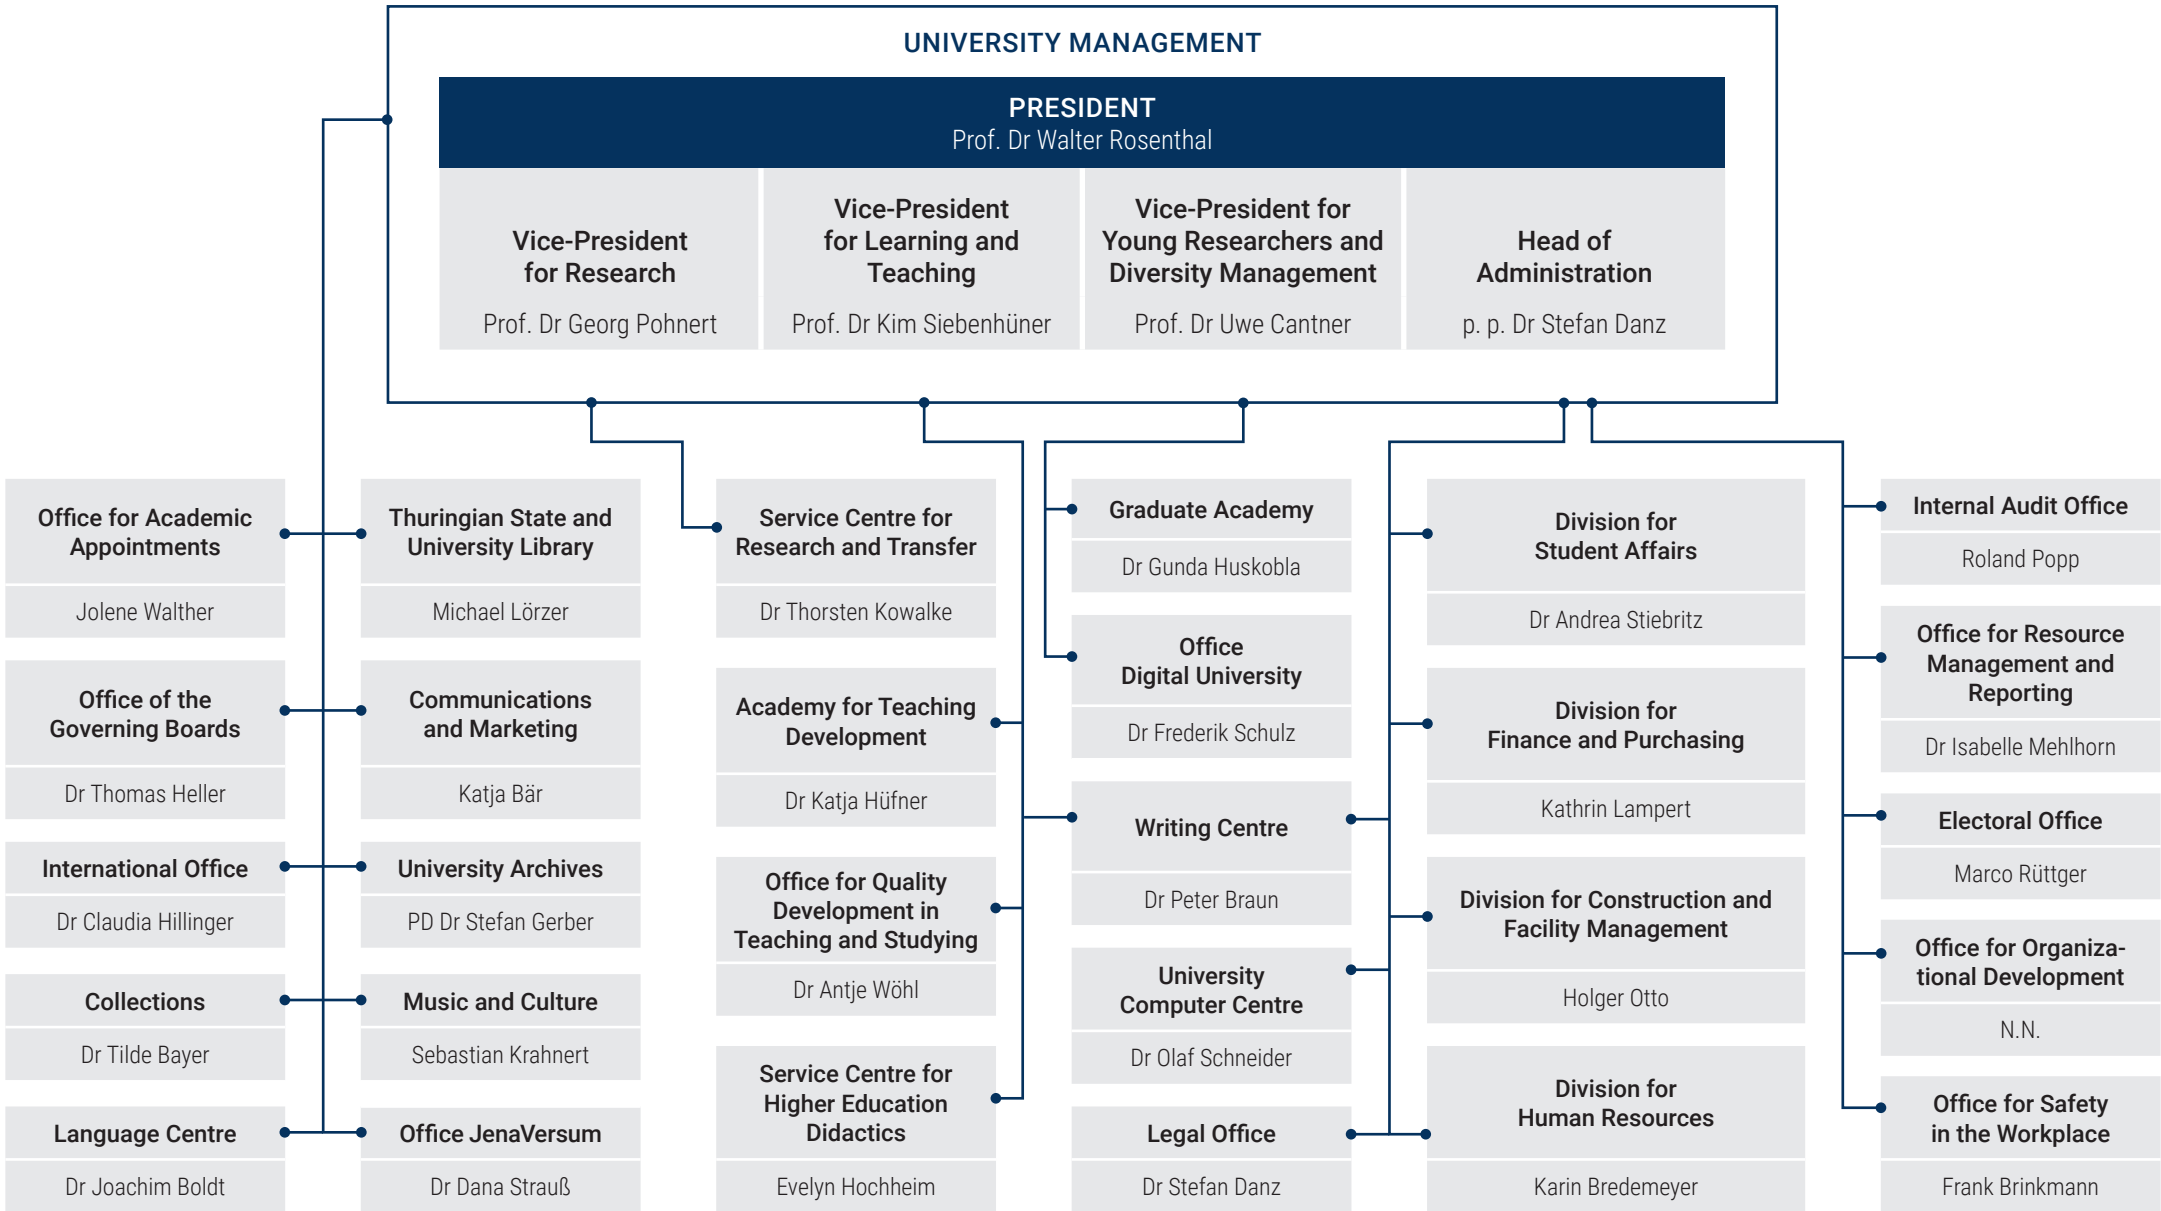 UNIVERSITY MANAGEMENT
PRESIDENT
Prof. Dr Walter Rosenthal
Vice-President
for Research
Prof. Dr Georg Pohnert
Vice-President
for Learning and
Teaching
Prof. Dr Kim Siebenhüner
Vice-President for
Young Researchers and
Diversity Management
Prof. Dr Uwe Cantner
Head of
Administration
p. p. Dr Stefan Danz
Office for Academic
Appointments
Jolene Walther
Office of the
Governing Boards
Dr Thomas Heller
International Office
Dr Claudia Hillinger
Collections
Dr Tilde Bayer
Language Centre
Dr Joachim Boldt
Thuringian State and
University Library
Michael Lörzer
Communications
and Marketing
Katja Bär
University Archives
PD Dr Stefan Gerber
Music and Culture
Sebastian Krahnert
Office JenaVersum
Dr Dana Strauß
Service Centre for
Research and Transfer
Dr Thorsten Kowalke
Academy for Teaching
Development
Dr Katja Hüfner
Office for Quality
Development in
Teaching and Studying
Dr Antje Wöhl
Service Centre for
Higher Education
Didactics
Evelyn Hochheim
Graduate Academy
Dr Gunda Huskobla
Office
Digital University
Dr Frederik Schulz
Writing Centre
Dr Peter Braun
University
Computer Centre
Dr Olaf Schneider
Legal Office
Dr Stefan Danz
Division for
Student Affairs
Dr Andrea Stiebritz
Division for
Finance and Purchasing
Kathrin Lampert
Division for Construction and
Facility Management
Holger Otto
Division for
Human Resources
Karin Bredemeyer
Internal Audit Office
Roland Popp
Office for Resource
Management and
Reporting
Dr Isabelle Mehlhorn
Electoral Office
Marco Rüttger
Office for Organiza-
tional Development
N.N.
Office for Safety
in the Workplace
Frank Brinkmann